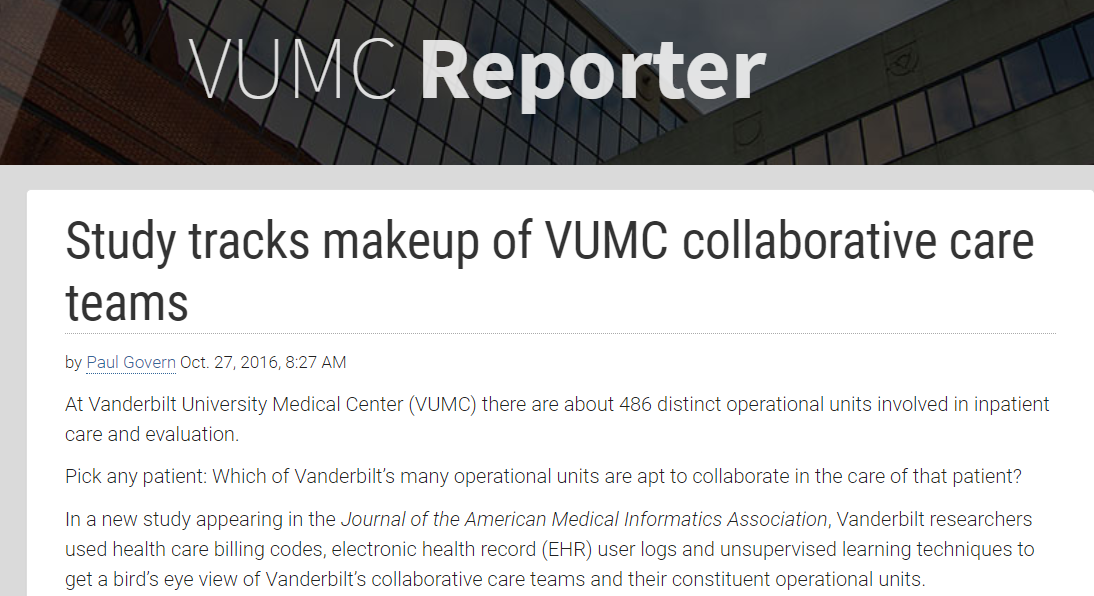 VUMC Reporter
Study tracks makeup of VUMC collaborative care
teams
by Paul Govern Oct. 27, 2016, 8:27 AM
At Vanderbilt University Medical Center (VUMC) there are about 486 distinct operational units involved in inpatient
care and evaluation.
Pick any patient: Which of Vanderbilt’s many operational units are apt to collaborate in the care of that patient?
In a new study appearing in the Journal of the American Medical Informatics Association, Vanderbilt researchers
used health care billing codes, electronic health record (EHR) user logs and unsupervised learning techniques to
get a bird’s eye view of Vanderbilt’s collaborative care teams and their constituent operational units.